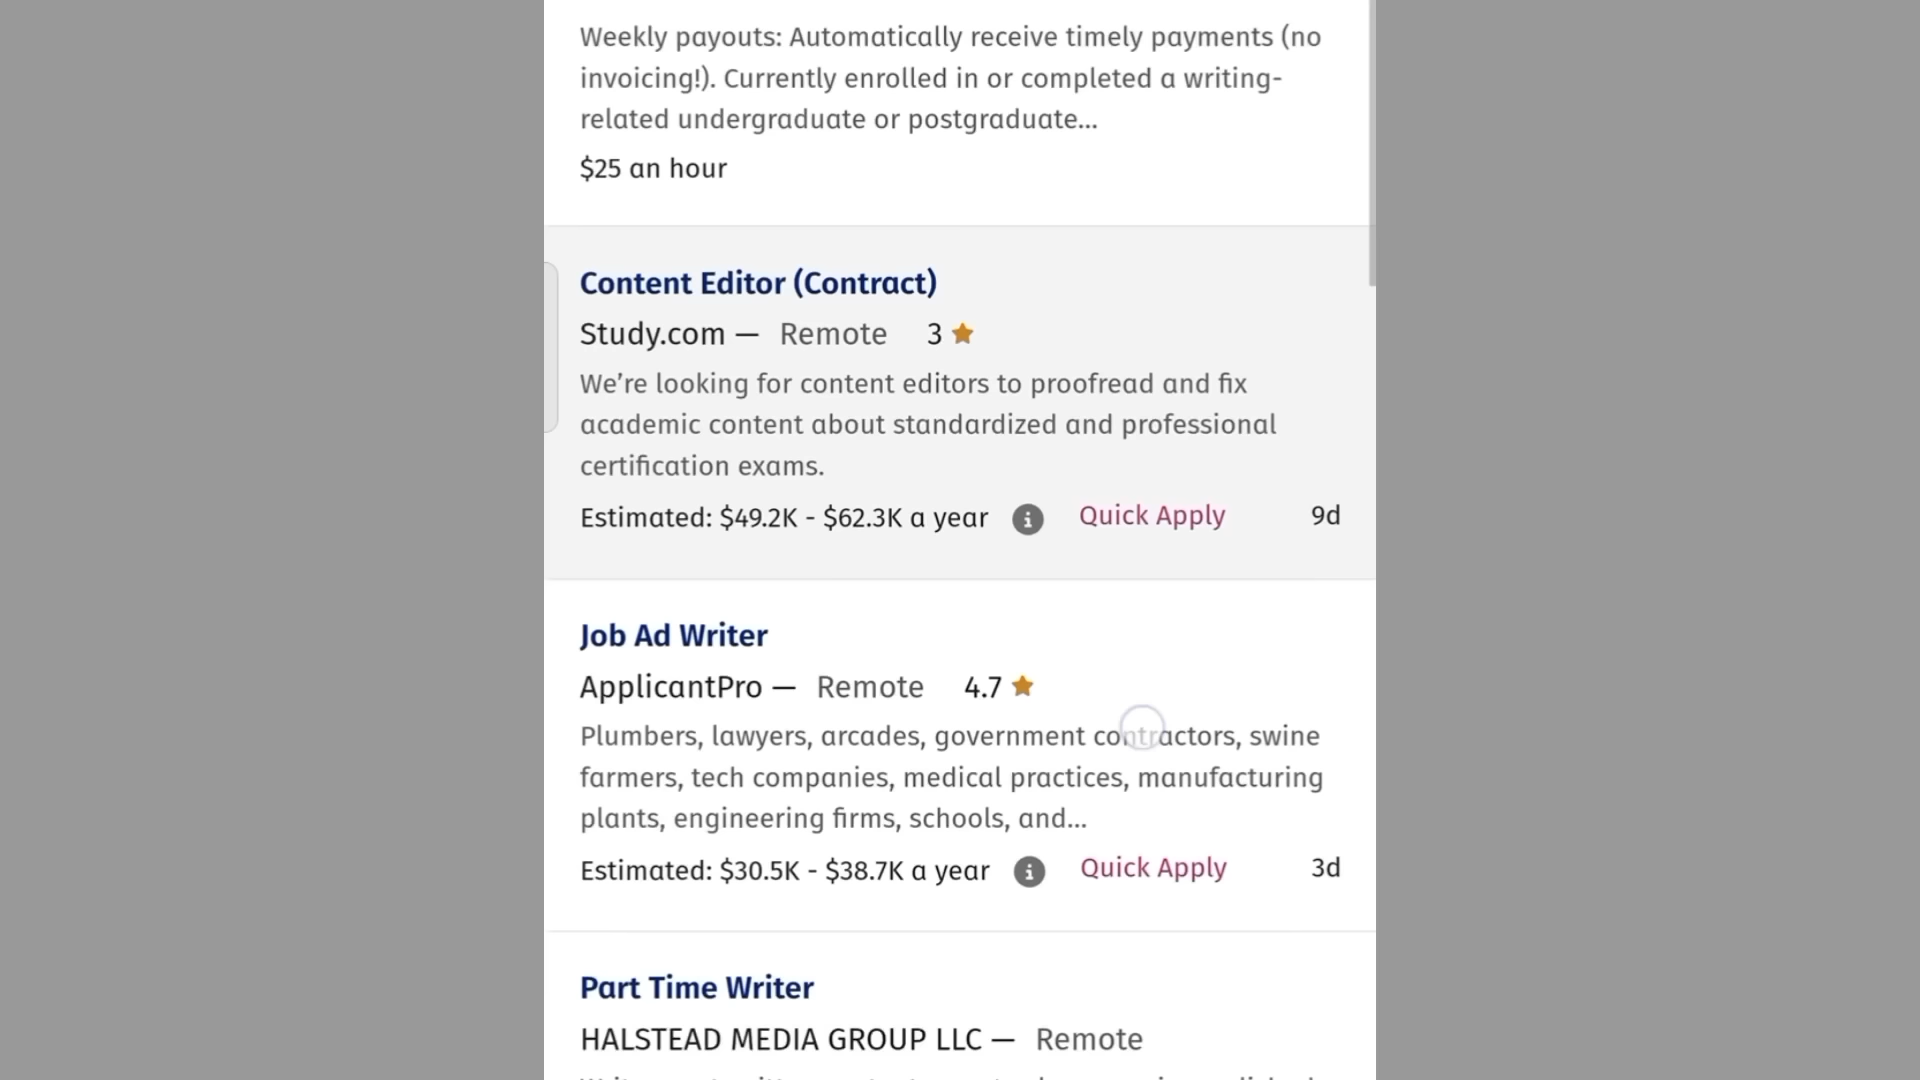 Weekly payouts: Automatically receive timely payments (no
invoicing!). Currently enrolled in or completed a writing-
related undergraduate or postgraduate...
$25 an hour
Content Editor (Contract)
Study.com — Remote 3
We’re looking for content editors to proofread and fix
academic content about standardized and professional
certification exams.
Estimated: $49.2K - $62.3K a year Quick Apply 9d
Job Ad Writer
ApplicantPro — Remote 4.7
Plumbers, lawyers, arcades, government contractors, swine
farmers, tech companies, medical practices, manufacturing
plants, engineering firms, schools, and...
Estimated: $30.5K - $38.7K a year Quick Apply 3d
Part Time Writer
HALSTEAD MEDIA GROUP LLC — Remote